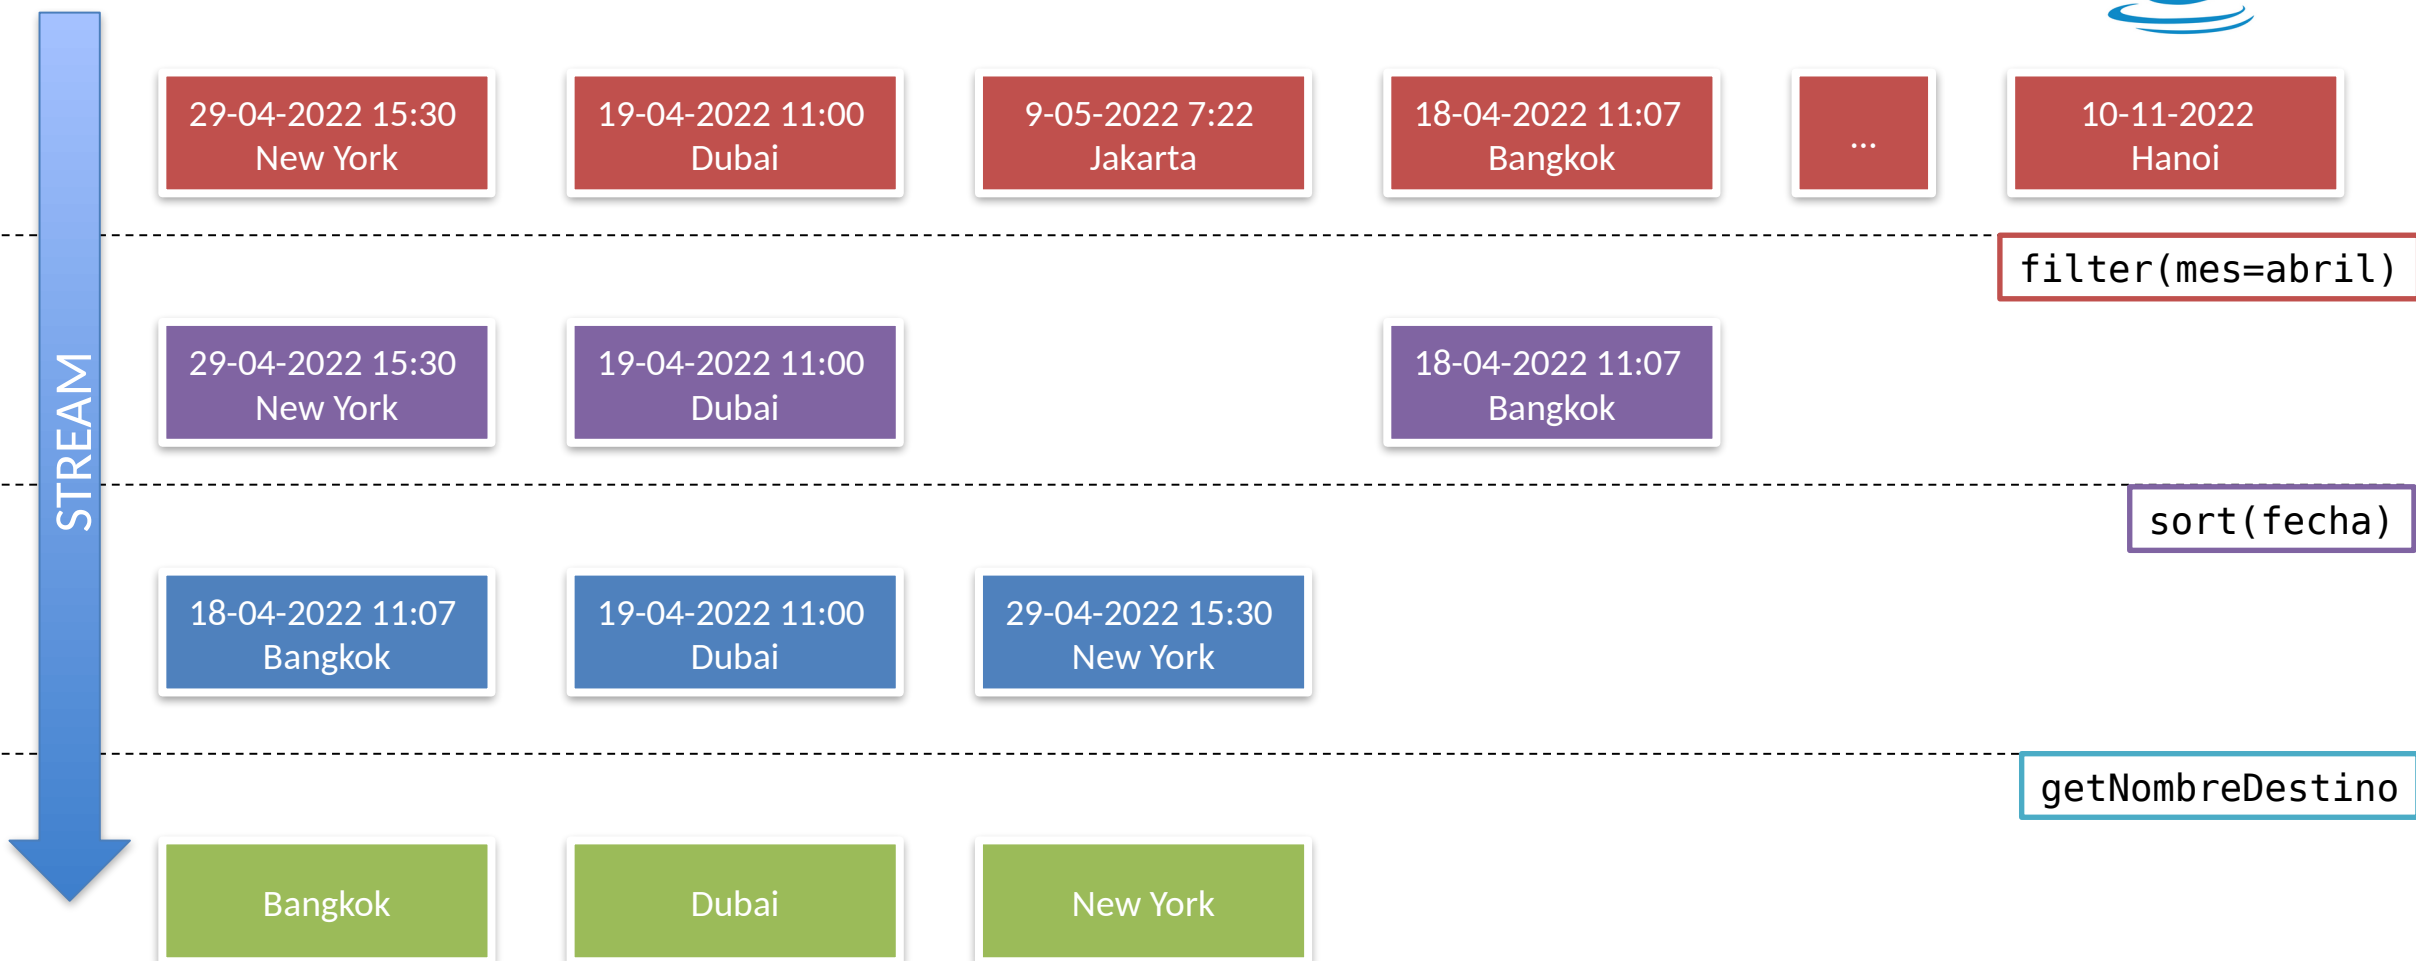 29-04-2022 15:30
New York
19-04-2022 11:00
Dubai
9-05-2022 7:22
Jakarta
18-04-2022 11:07
Bangkok
...
10-11-2022
Hanoi
filter(mes=abril)
STREAM
29-04-2022 15:30
New York
19-04-2022 11:00
Dubai
18-04-2022 11:07
Bangkok
sort(fecha)
18-04-2022 11:07
Bangkok
19-04-2022 11:00
Dubai
29-04-2022 15:30
New York
getNombreDestino
Bangkok
Dubai
New York